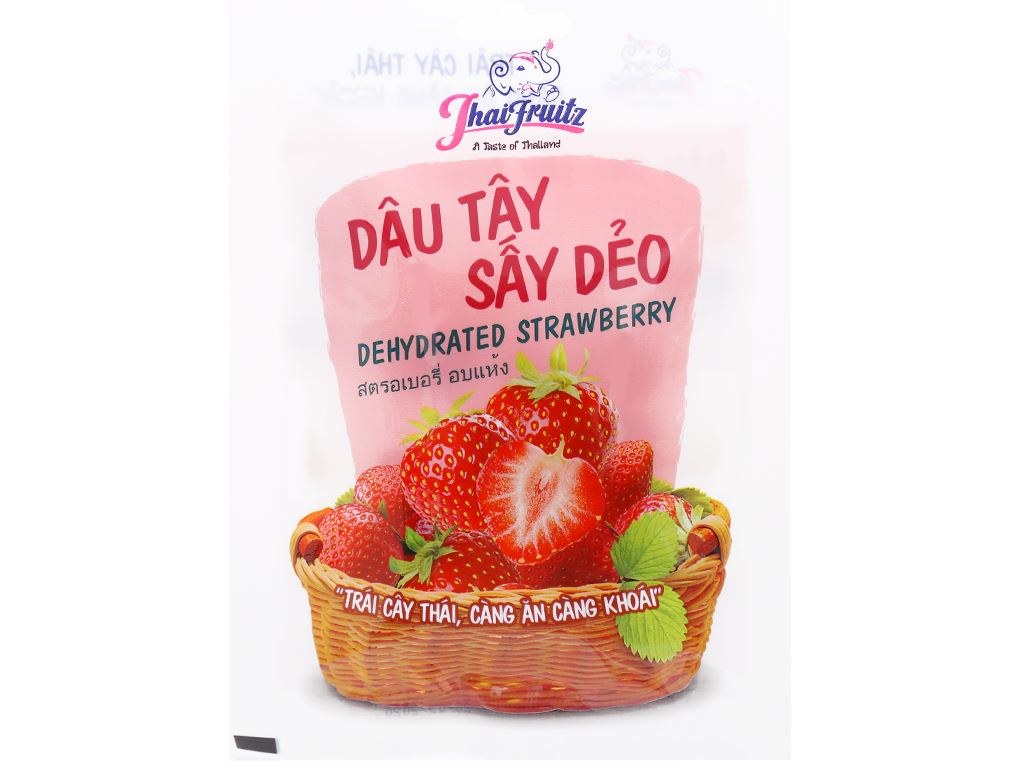 ThaiFruitz
A Taste of Thailand
DÂU TÂY
SẤY DẺO
DEHYDRATED STRAWBERRY
สตรอเบอรี่ อบแห้ง
"TRÁI CÂY THÁI, CÀNG ĂN CÀNG KHOÁI"